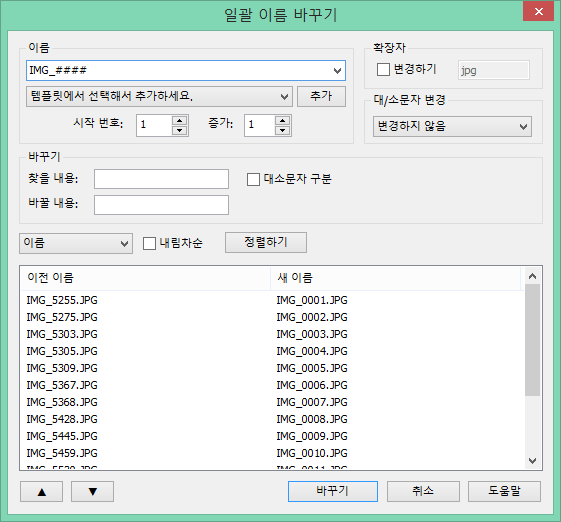 일괄 이름 바꾸기
이름
IMG_####
템플릿에서 선택해서 추가하세요.
추가
시작 번호: 1 증가: 1
확장자
변경하기 jpg
대/소문자 변경
변경하지 않음
바꾸기
찾을 내용:
대소문자 구분
바꿀 내용:
이름 내림차순 정렬하기
이전 이름 새 이름
IMG_5255.JPG IMG_0001.JPG
IMG_5275.JPG IMG_0002.JPG
IMG_5303.JPG IMG_0003.JPG
IMG_5305.JPG IMG_0004.JPG
IMG_5309.JPG IMG_0005.JPG
IMG_5367.JPG IMG_0006.JPG
IMG_5368.JPG IMG_0007.JPG
IMG_5428.JPG IMG_0008.JPG
IMG_5445.JPG IMG_0009.JPG
IMG_5459.JPG IMG_0010.JPG
바꾸기 취소 도움말